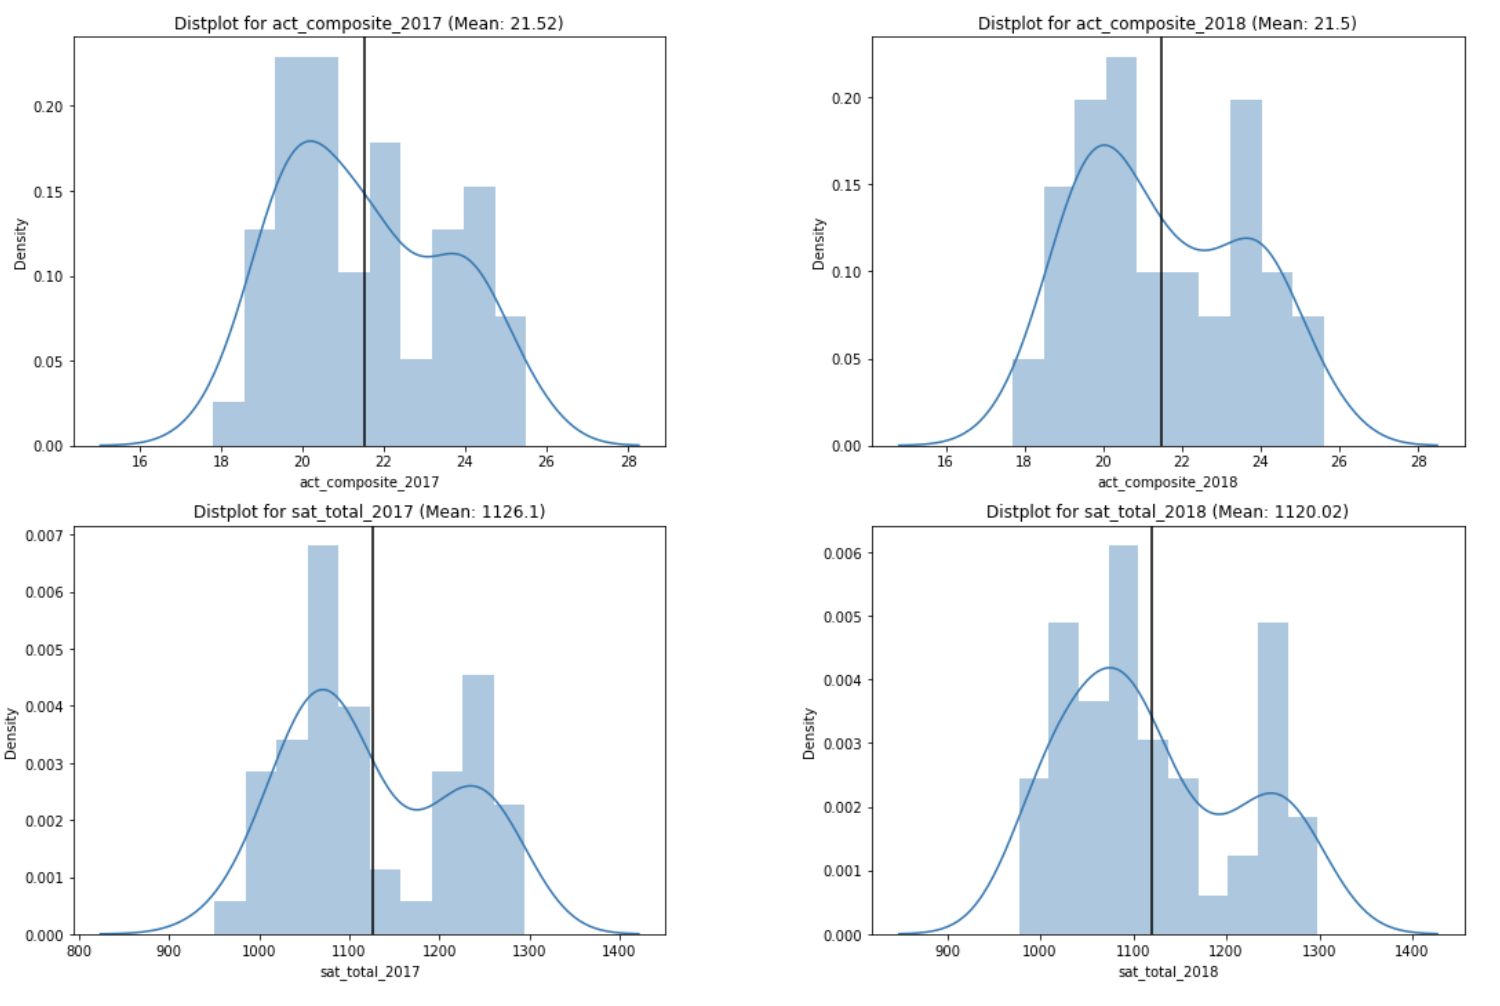 Distplot for act_composite_2017 (Mean: 21.52)
Density
0.20
0.15
0.10
0.05
0.00
16 18 20 22 24 26 28
act_composite_2017
Distplot for act_composite_2018 (Mean: 21.5)
Density
0.20
0.15
0.10
0.05
0.00
16 18 20 22 24 26 28
act_composite_2018
Distplot for sat_total_2017 (Mean: 1126.1)
Density
0.007
0.006
0.005
0.004
0.003
0.002
0.001
0.000
800 900 1000 1100 1200 1300 1400
sat_total_2017
Distplot for sat_total_2018 (Mean: 1120.02)
Density
0.006
0.005
0.004
0.003
0.002
0.001
0.000
900 1000 1100 1200 1300 1400
sat_total_2018